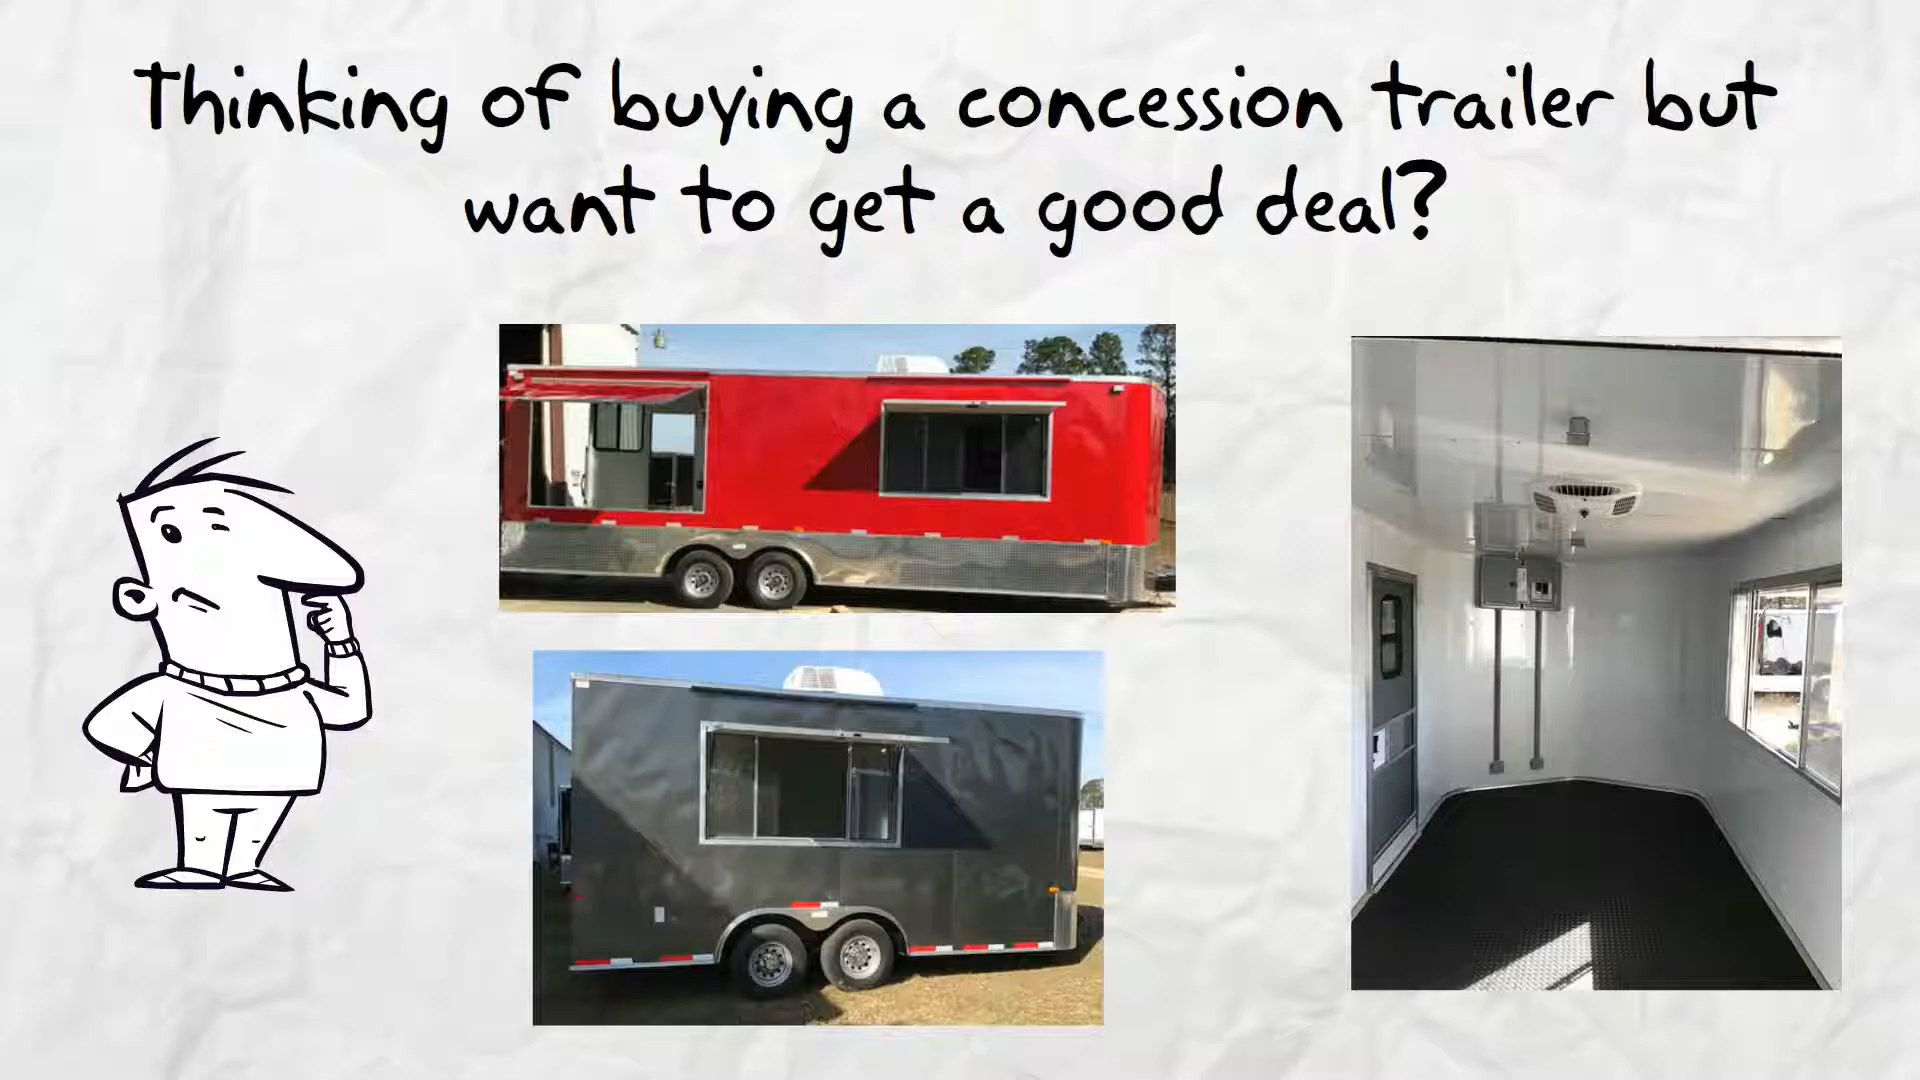 Thinking of buying a concession trailer but
want to get a good deal?